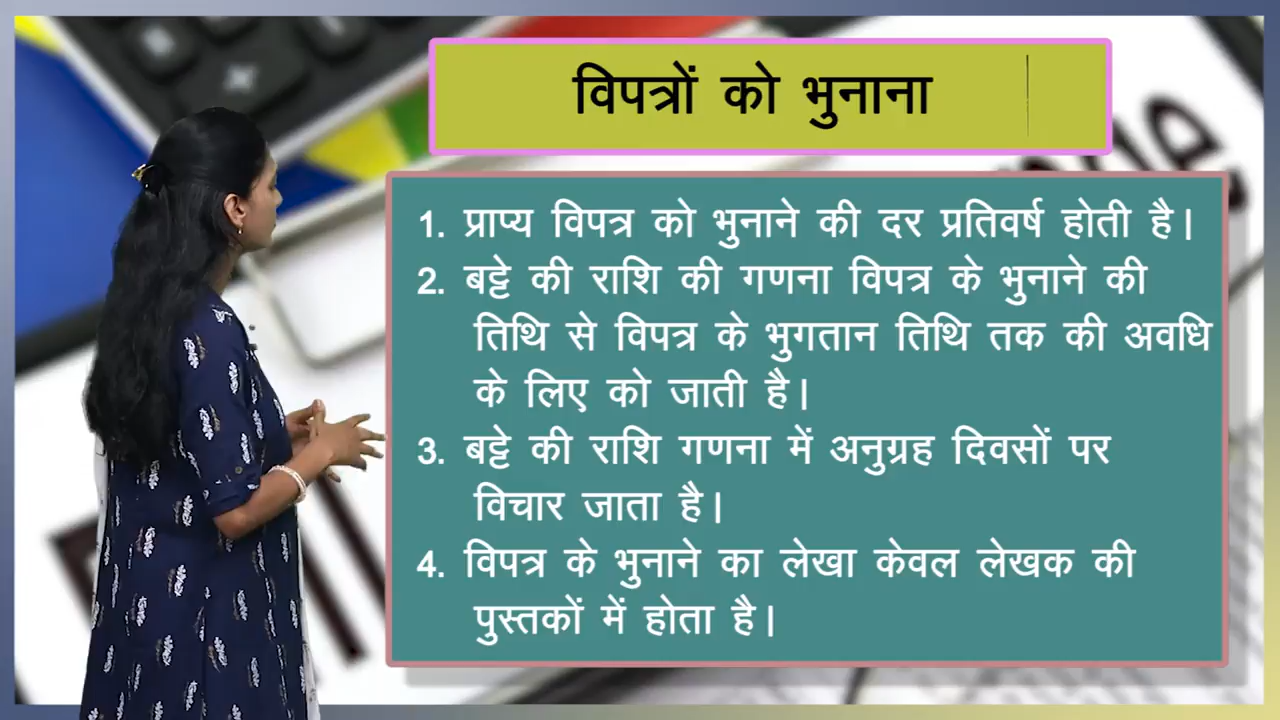 विपत्रों को भुनाना
1. प्राप्य विपत्र को भुनाने की दर प्रतिवर्ष होती है।
2. बट्टे की राशि की गणना विपत्र के भुनाने की
तिथि से विपत्र के भुगतान तिथि तक की अवधि
के लिए को जाती है।
3. बट्टे की राशि गणना में अनुग्रह दिवसों पर
विचार जाता है।
4. विपत्र के भुनाने का लेखा केवल लेखक की
पुस्तकों में होता है।